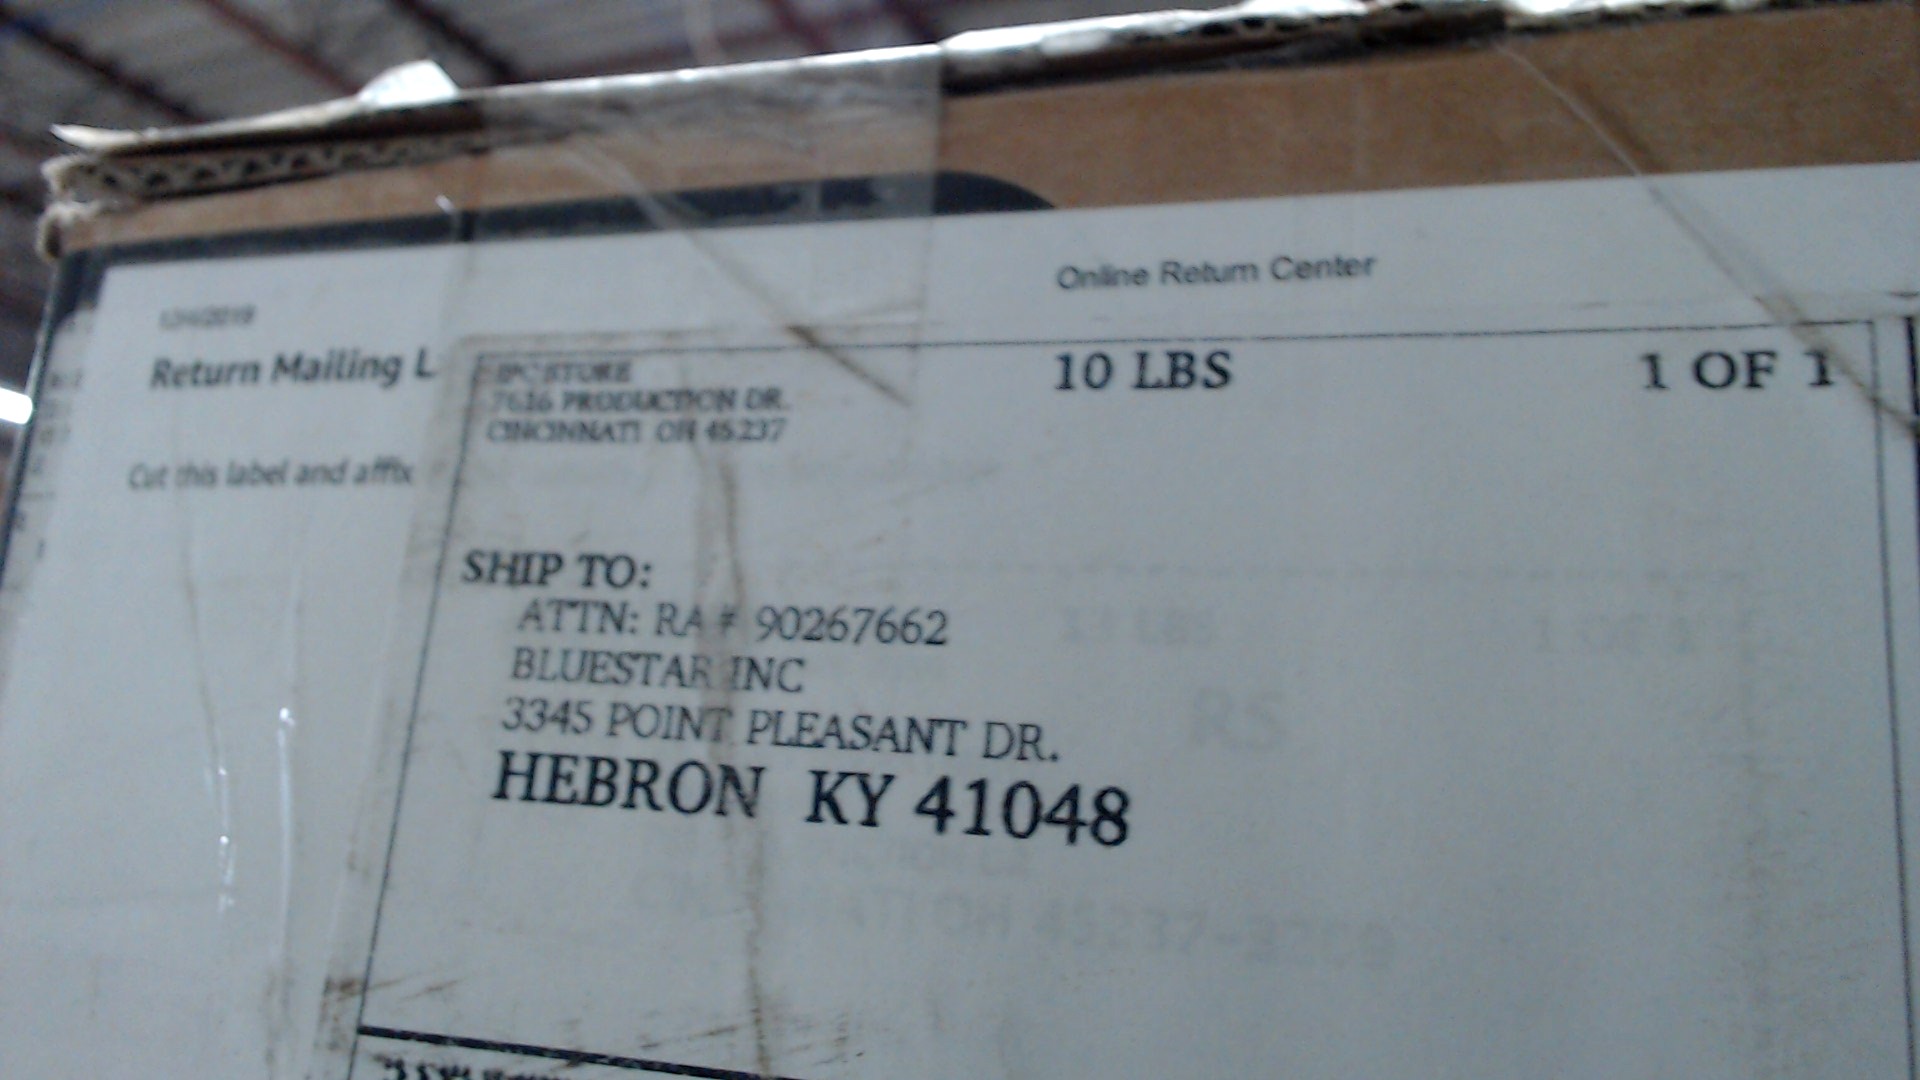 Online Return Center
Return Mailing L
10 LBS
1 OF 1
7616 PRODUCTION DR.
CINCINNATI OH 45237
Cut this label and affix
SHIP TO:
ATTN: RA # 90267662
BLUESTAR INC
3345 POINT PLEASANT DR.
HEBRON KY 41048